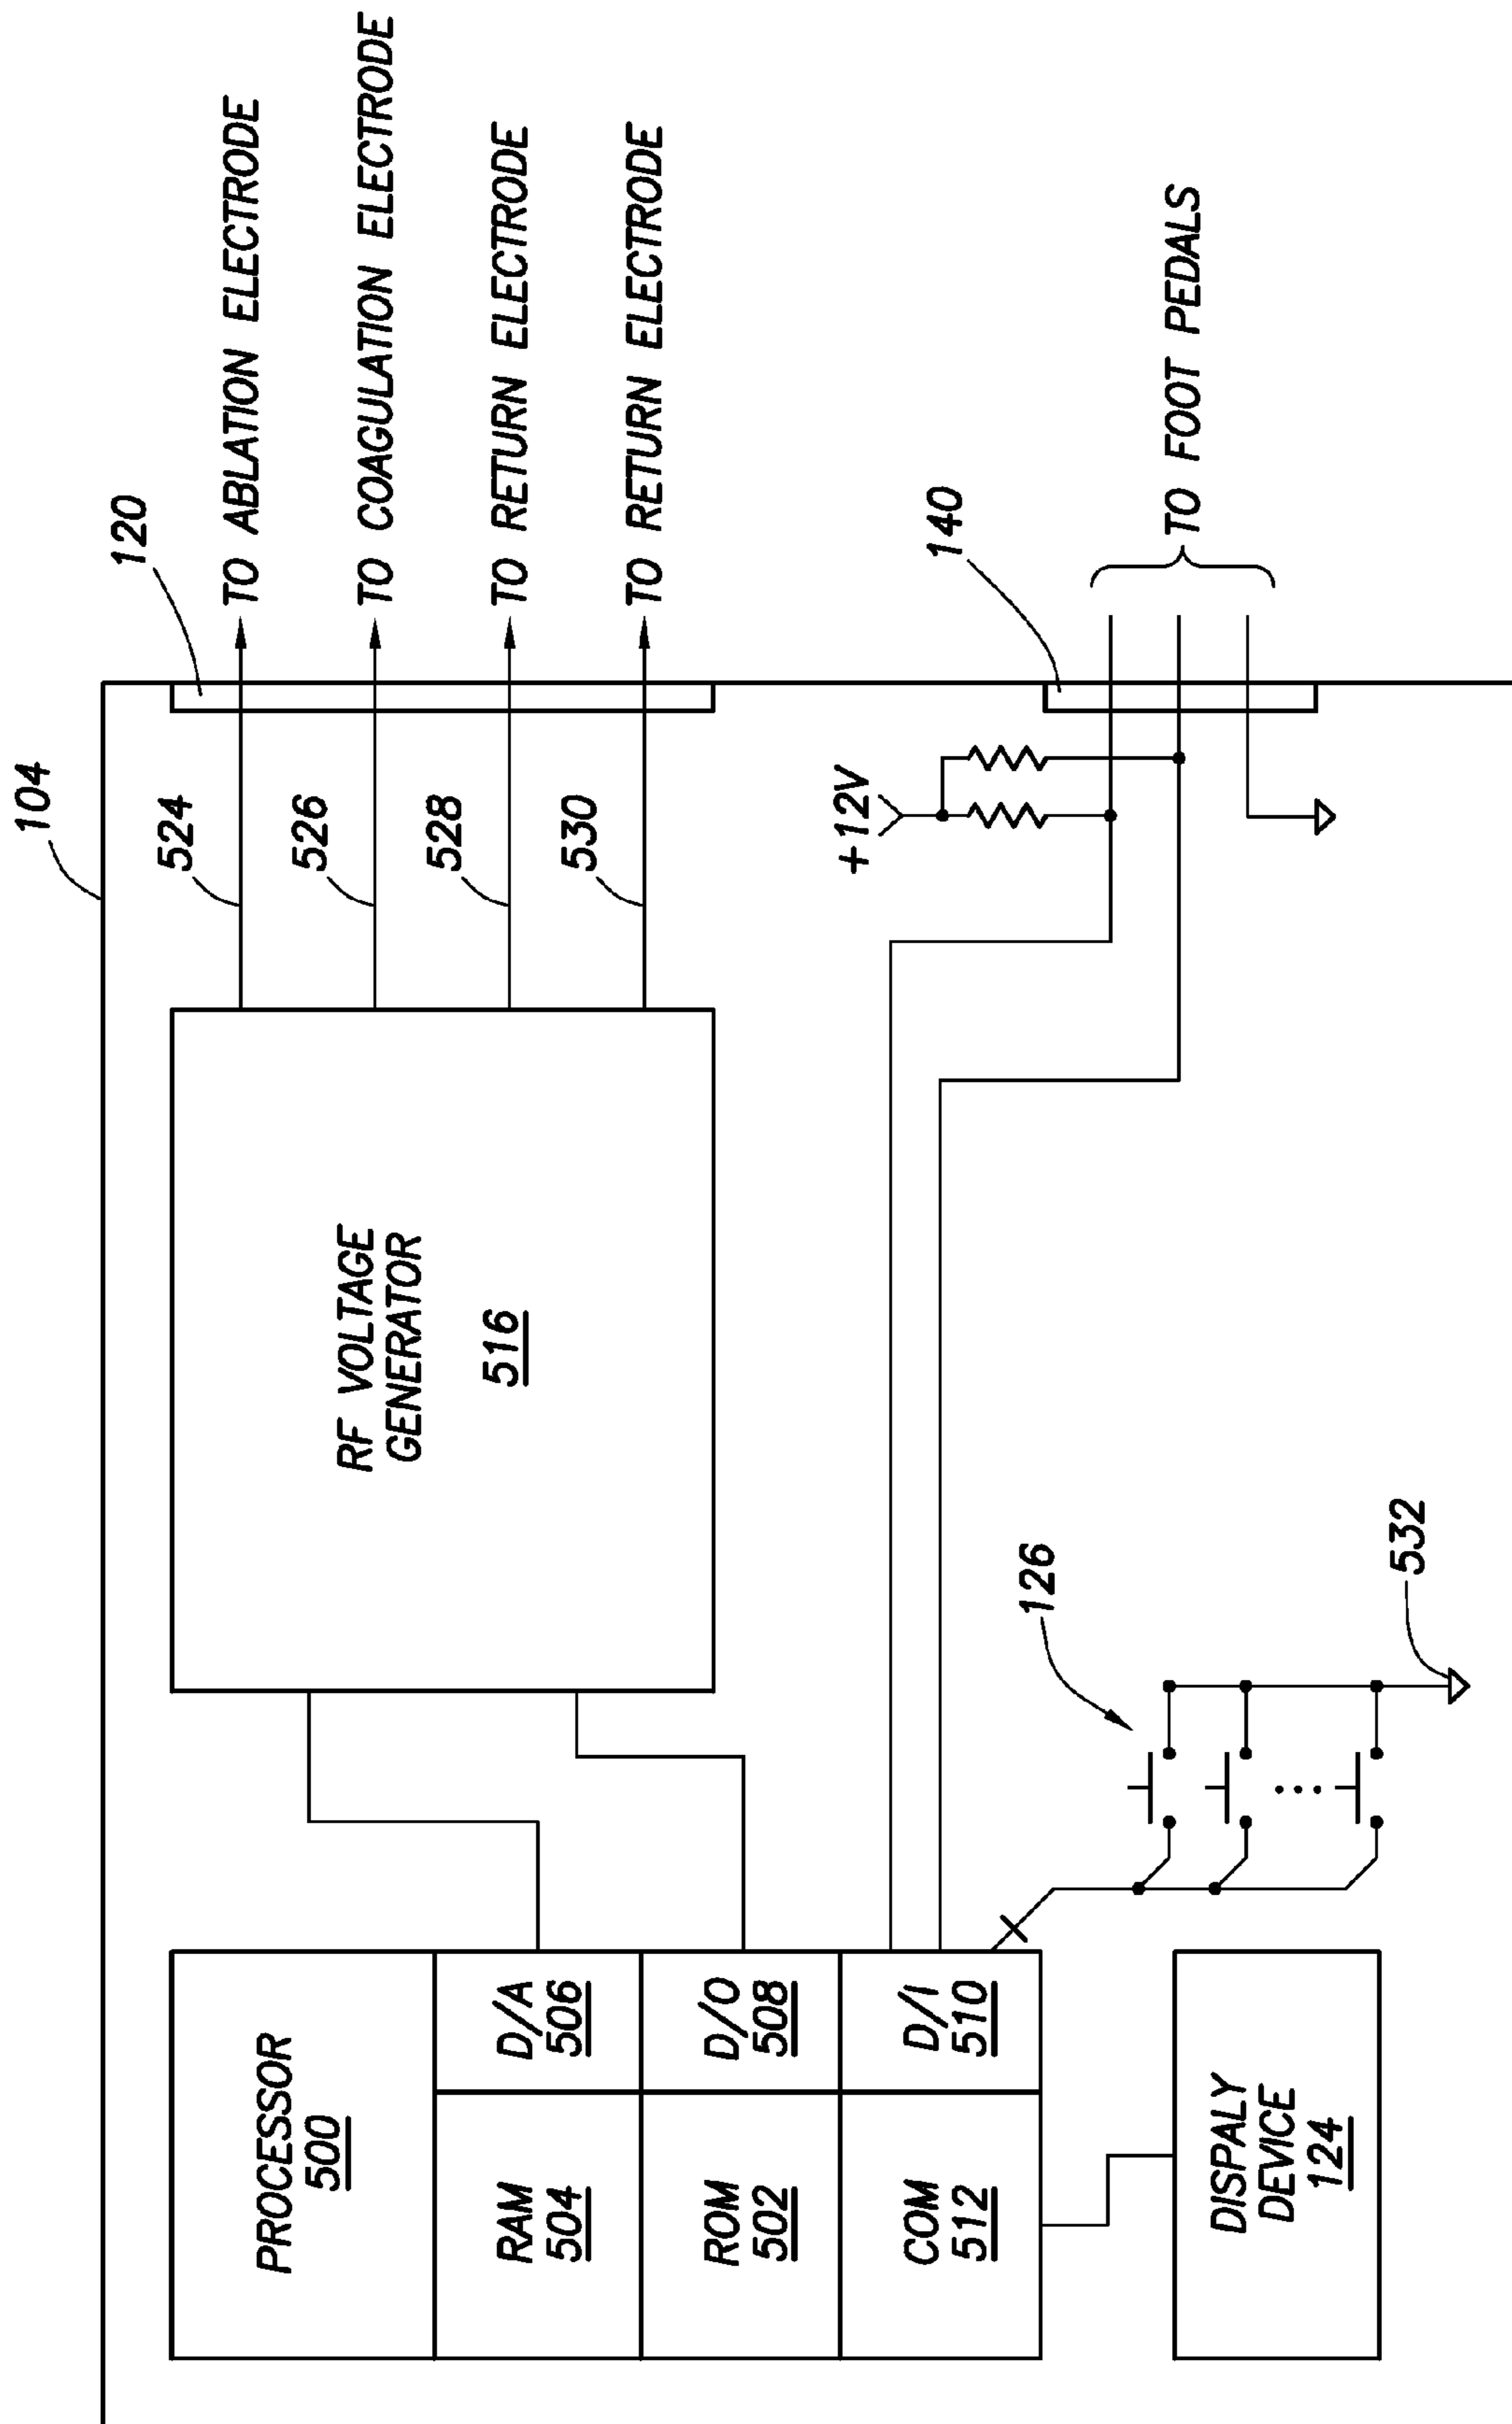 104
120
524
TO ABLATION ELECTRODE
526
TO COAGULATION ELECTRODE
528
TO RETURN ELECTRODE
530
TO RETURN ELECTRODE
RF VOLTAGE
GENERATOR
516
PROCESSOR
500
RAM
504
D/A
506
ROM
502
D/O
508
COM
512
D/I
510
+12V
140
TO FOOT PEDALS
126
532
DISPALY
DEVICE
124